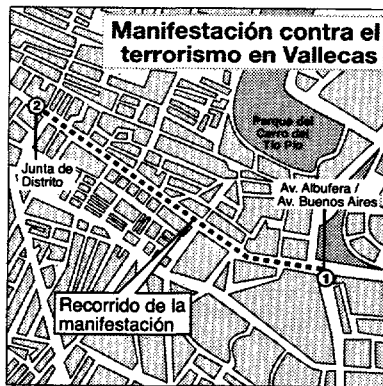 Manifestación contra el
terrorismo en Vallecas
Parque del
Cerro del
Tío Pío
2
Junta de
Distrito
Av. Albufera /
Av. Buenos Aires
1
Recorrido de la
manifestación